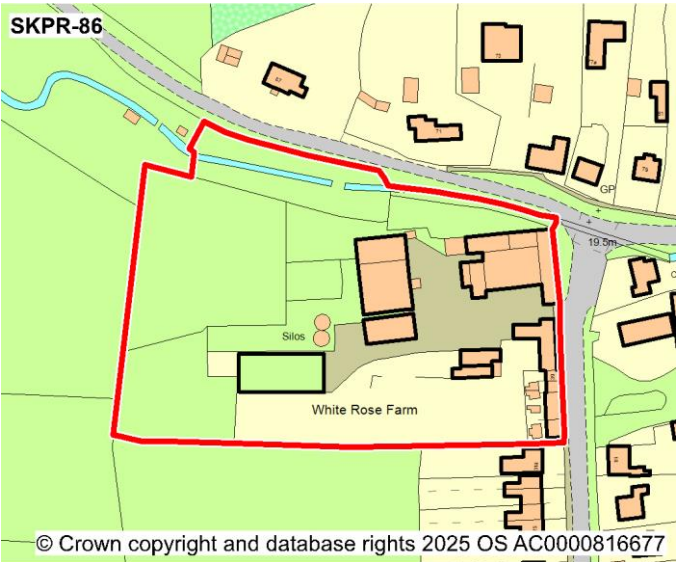 SKPR-86
GP
19.5m
Silos
White Rose Farm
© Crown copyright and database rights 2025 OS AC0000816677